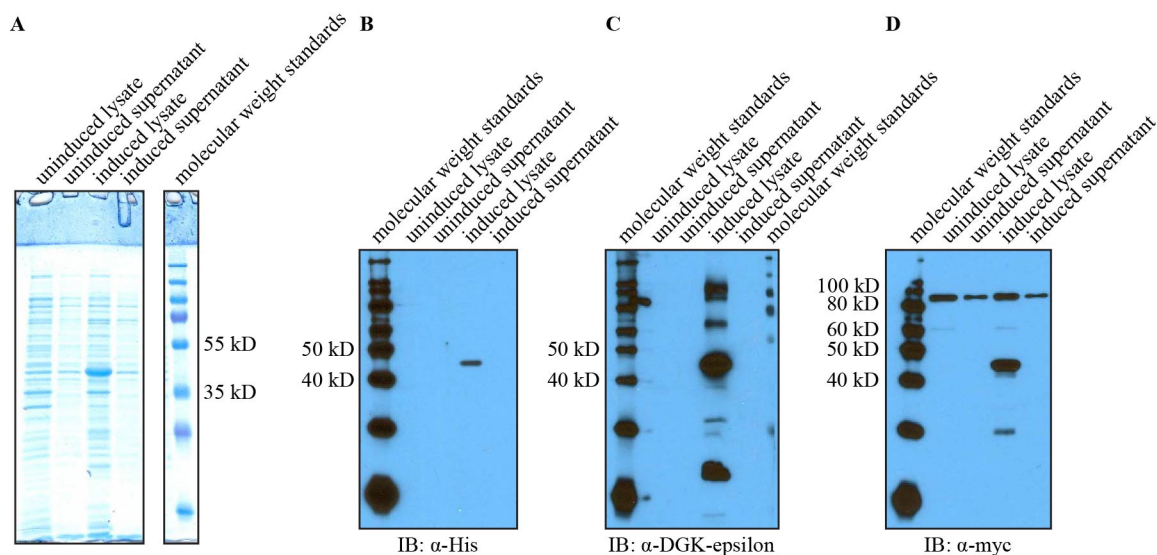 A
uninduced lysate
uninduced supernatant
induced lysate
induced supernatant
molecular weight standards
55 kD
35 kD
B
molecular weight standards
uninduced lysate
uninduced supernatant
induced lysate
induced supernatant
50 kD
40 kD
IB: α-His
C
molecular weight standards
uninduced lysate
uninduced supernatant
induced lysate
induced supernatant
molecular weight standards
50 kD
40 kD
IB: α-DGK-epsilon
D
molecular weight standards
uninduced lysate
uninduced supernatant
induced lysate
induced supernatant
100 kD
80 kD
60 kD
50 kD
40 kD
IB: α-myc